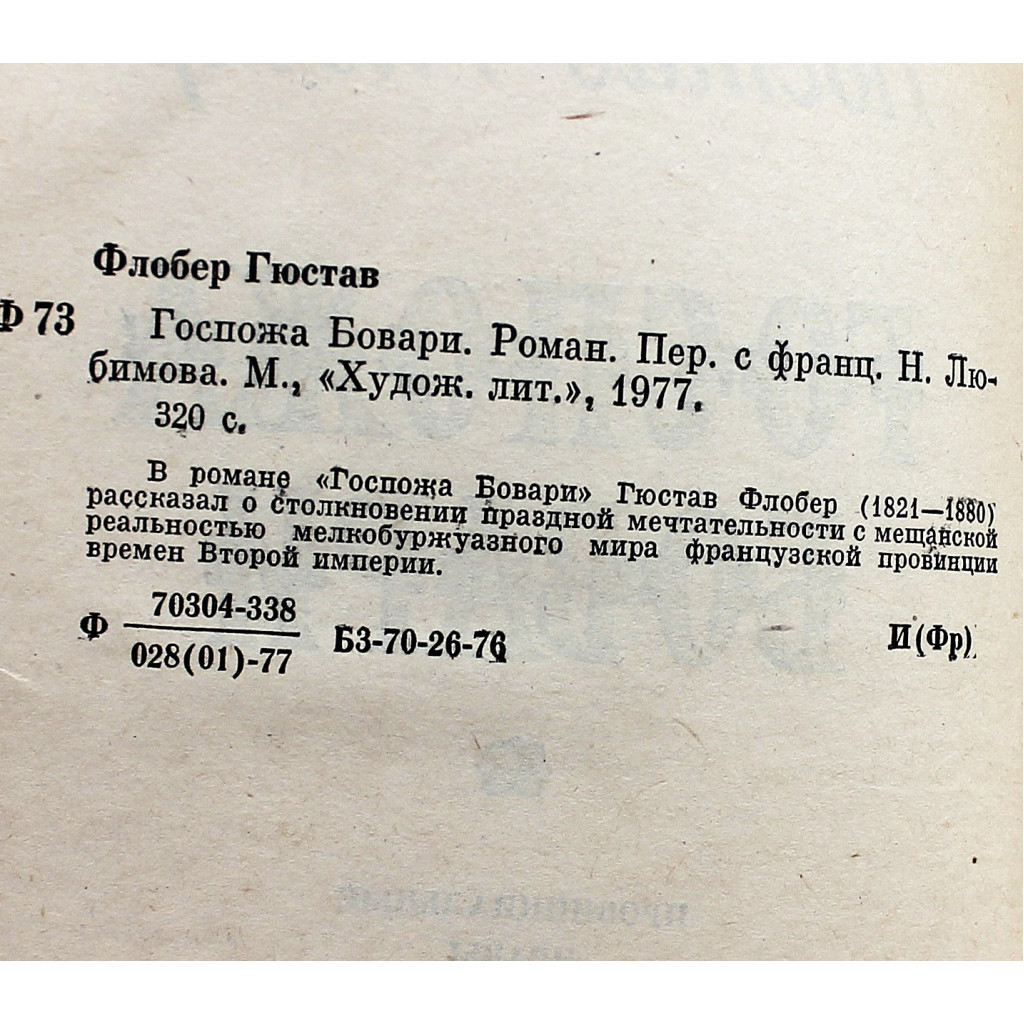 Флобер Гюстав
Ф 73 Госпожа Бовари. Роман. Пер. с франц. Н. Лю-
бимова. М., «Худож. лит.», 1977.
320 с.
В романе «Госпожа Бовари» Гюстав Флобер (1821—1880)
рассказал о столкновении праздной мечтательности с мещанской
реальностью мелкобуржуазного мира французской провинции
времен Второй империи.
Ф 70304-338
028(01)-77 БЗ-70-26-76 И(Фр)